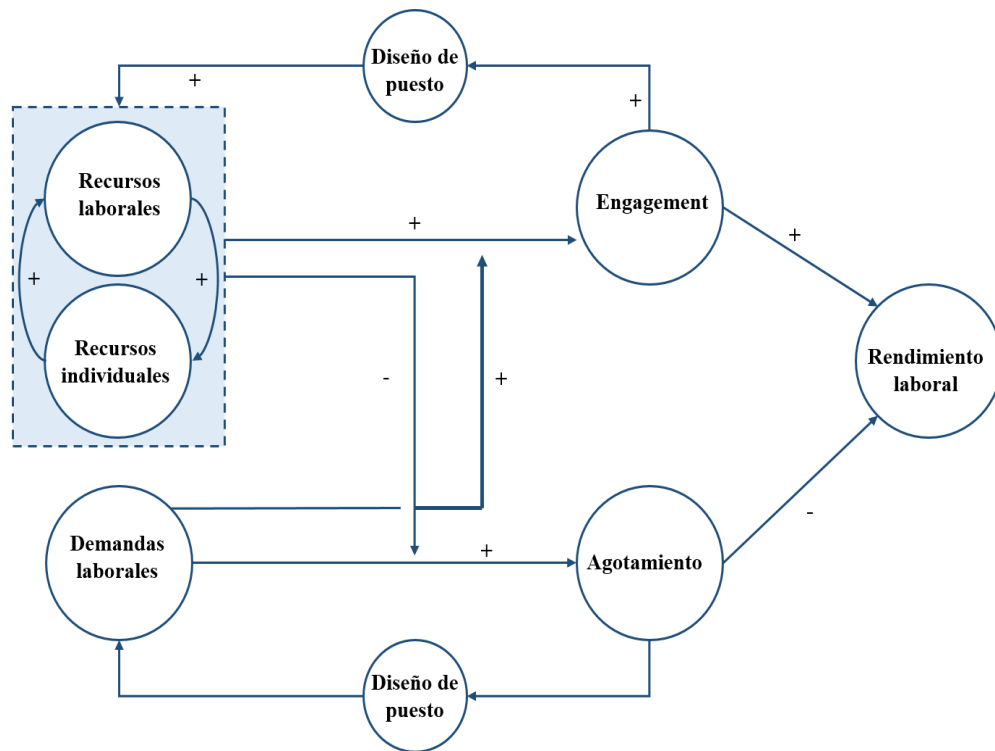 Diseño de
puesto
+
+
Recursos
laborales
Engagement
+
+
+
+
Recursos
individuales
Rendimiento
laboral
-
+
-
Demandas
laborales
+
Agotamiento
Diseño de
puesto